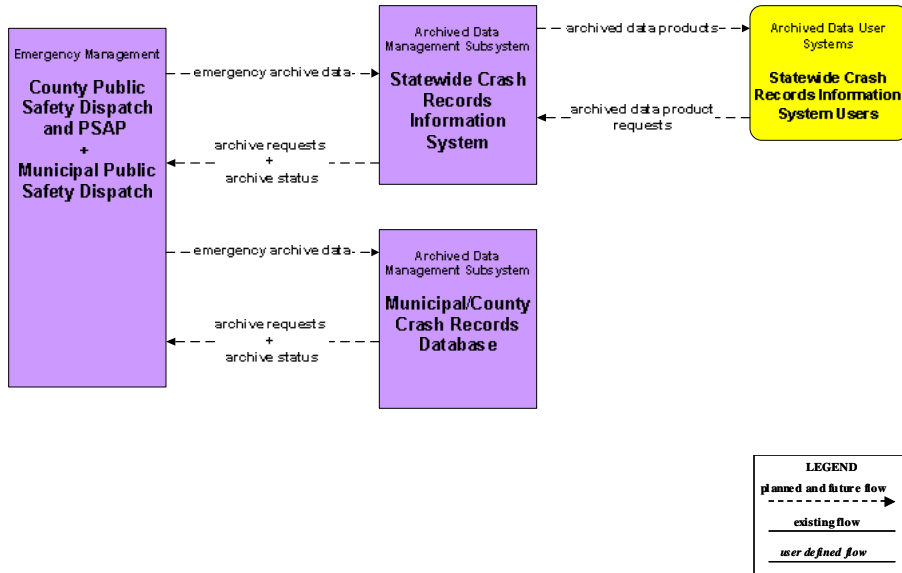 Emergency Management
County Public
Safety Dispatch
and PSAP
+
Municipal Public
Safety Dispatch
emergency archive data
archive requests
+
archive status
emergency archive data
archive requests
+
archive status
Archived Data
Management Subsystem
Statewide Crash
Records
Information
System
Archived Data
Management Subsystem
Municipal/County
Crash Records
Database
archived data products
archived data product
requests
Archived Data User
Systems
Statewide Crash
Records Information
System Users
LEGEND
planned and future flow
existing flow
user defined flow